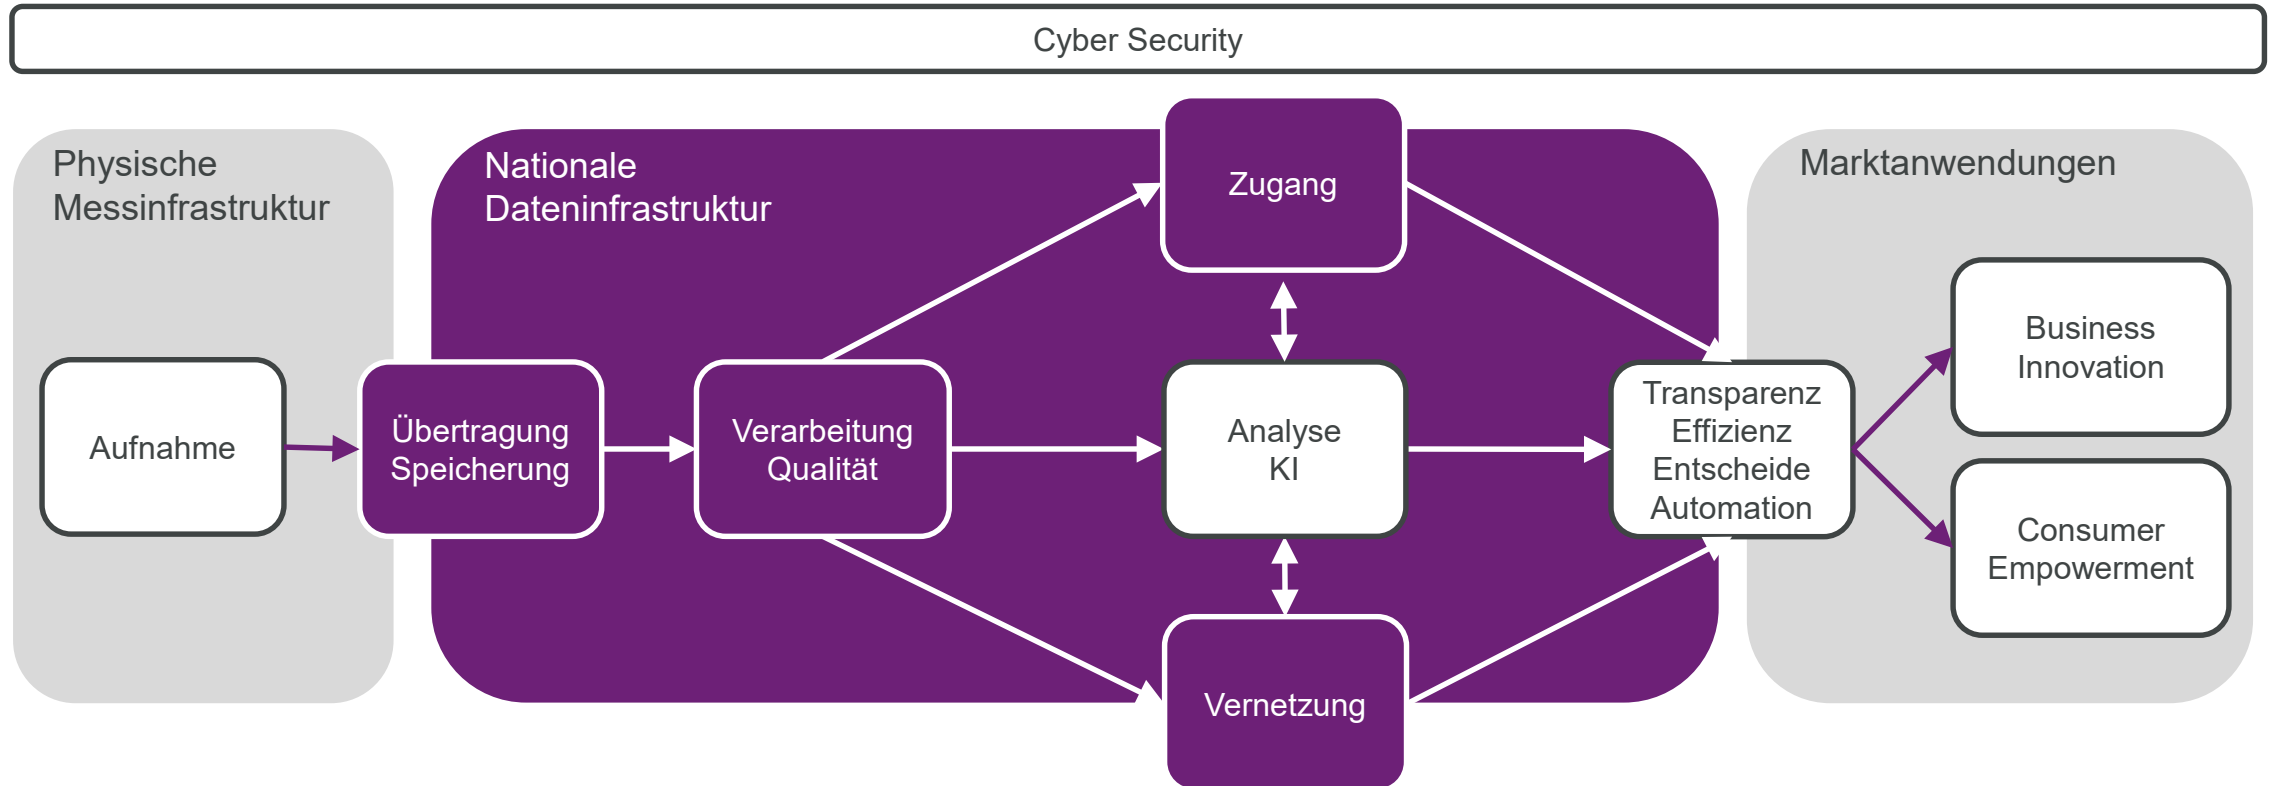 Cyber Security
Physische
Messinfrastruktur
Nationale
Dateninfrastruktur
Marktanwendungen
Aufnahme
Übertragung
Speicherung
Verarbeitung
Qualität
Zugang
Analyse
KI
Vernetzung
Transparenz
Effizienz
Entscheide
Automation
Business
Innovation
Consumer
Empowerment